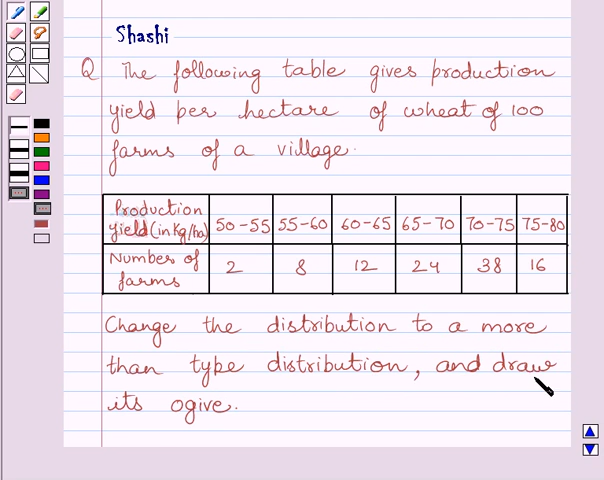 Shashi
Q The following table gives production
yield per hectare of wheat of 100
farms of a village.
Production yield (in Kg/ha) 50-55 55-60 60-65 65-70 70-75 75-80
Number of farms 2 8 12 24 38 16
Change the distribution to a more
than type distribution, and draw
its ogive.